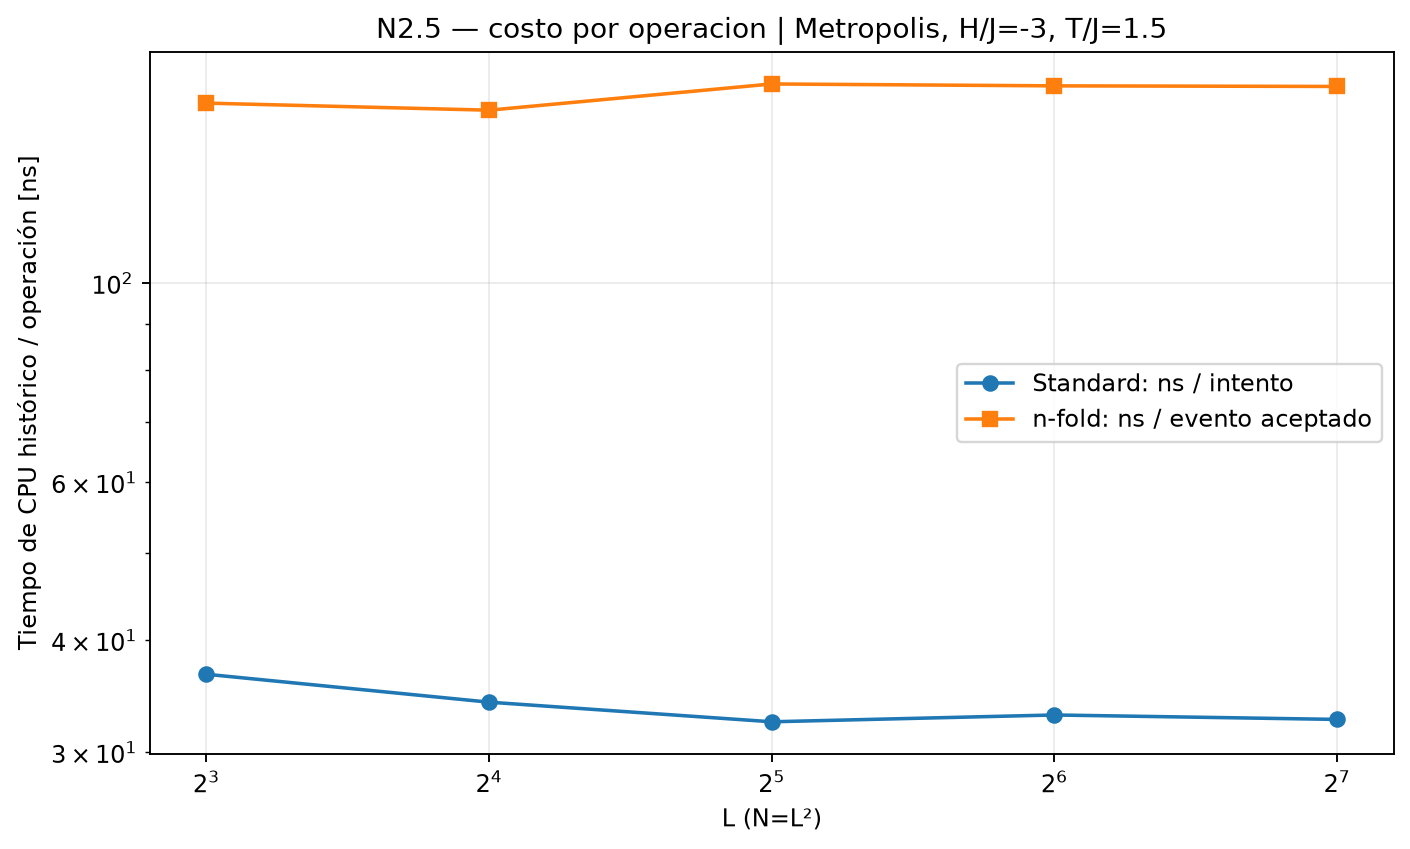 N2.5 — costo por operacion | Metropolis, H/J=-3, T/J=1.5
Tiempo de CPU histórico / operación [ns]
10²
6 × 10¹
4 × 10¹
3 × 10¹
Standard: ns / intento
n-fold: ns / evento aceptado
2³ 2⁴ 2⁵ 2⁶ 2⁷
L (N=L²)